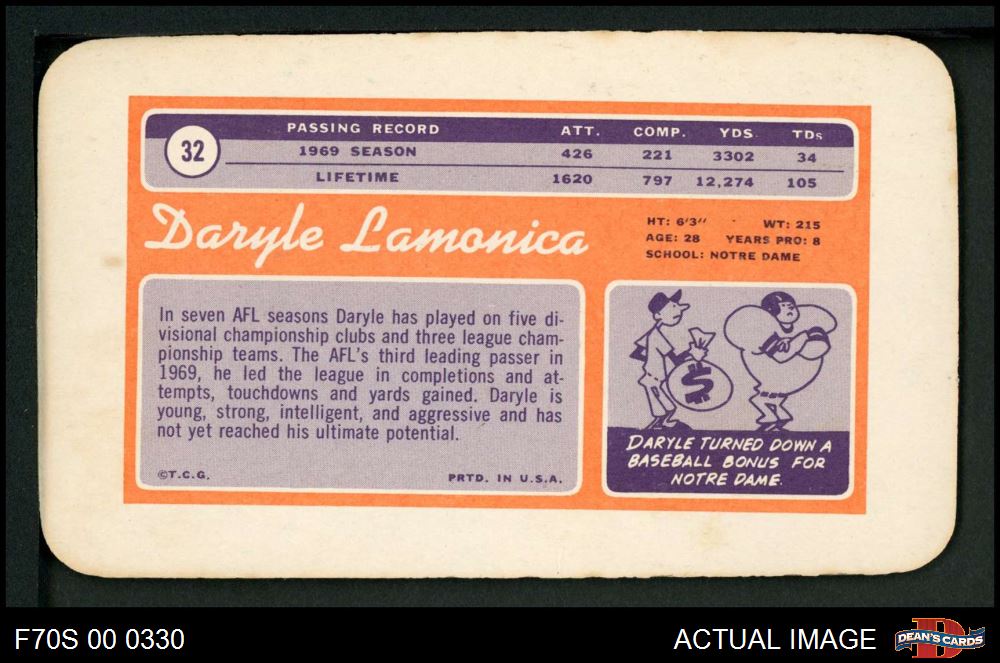 32
PASSING RECORD ATT. COMP. YDS. TDs
1969 SEASON 426 221 3302 34
LIFETIME 1620 797 12,274 105
Daryle Lamonica
HT: 6'3" WT: 215
AGE: 28 YEARS PRO: 8
SCHOOL: NOTRE DAME
In seven AFL seasons Daryle has played on five di-
visional championship clubs and three league cham-
pionship teams. The AFL's third leading passer in
1969, he led the league in completions and at-
tempts, touchdowns and yards gained. Daryle is
young, strong, intelligent, and aggressive and has
not yet reached his ultimate potential.
©T.C.G. PRTD. IN U.S.A.
$
DARYLE TURNED DOWN A
BASEBALL BONUS FOR
NOTRE DAME.
F70S 00 0330 ACTUAL IMAGE DEAN'S CARDS